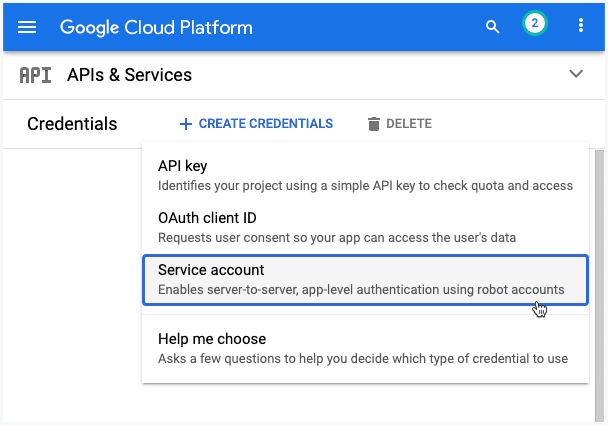 Google Cloud Platform
2
API APIs & Services
Credentials
+ CREATE CREDENTIALS
DELETE
API key
Identifies your project using a simple API key to check quota and access
OAuth client ID
Requests user consent so your app can access the user's data
Service account
Enables server-to-server, app-level authentication using robot accounts
Help me choose
Asks a few questions to help you decide which type of credential to use